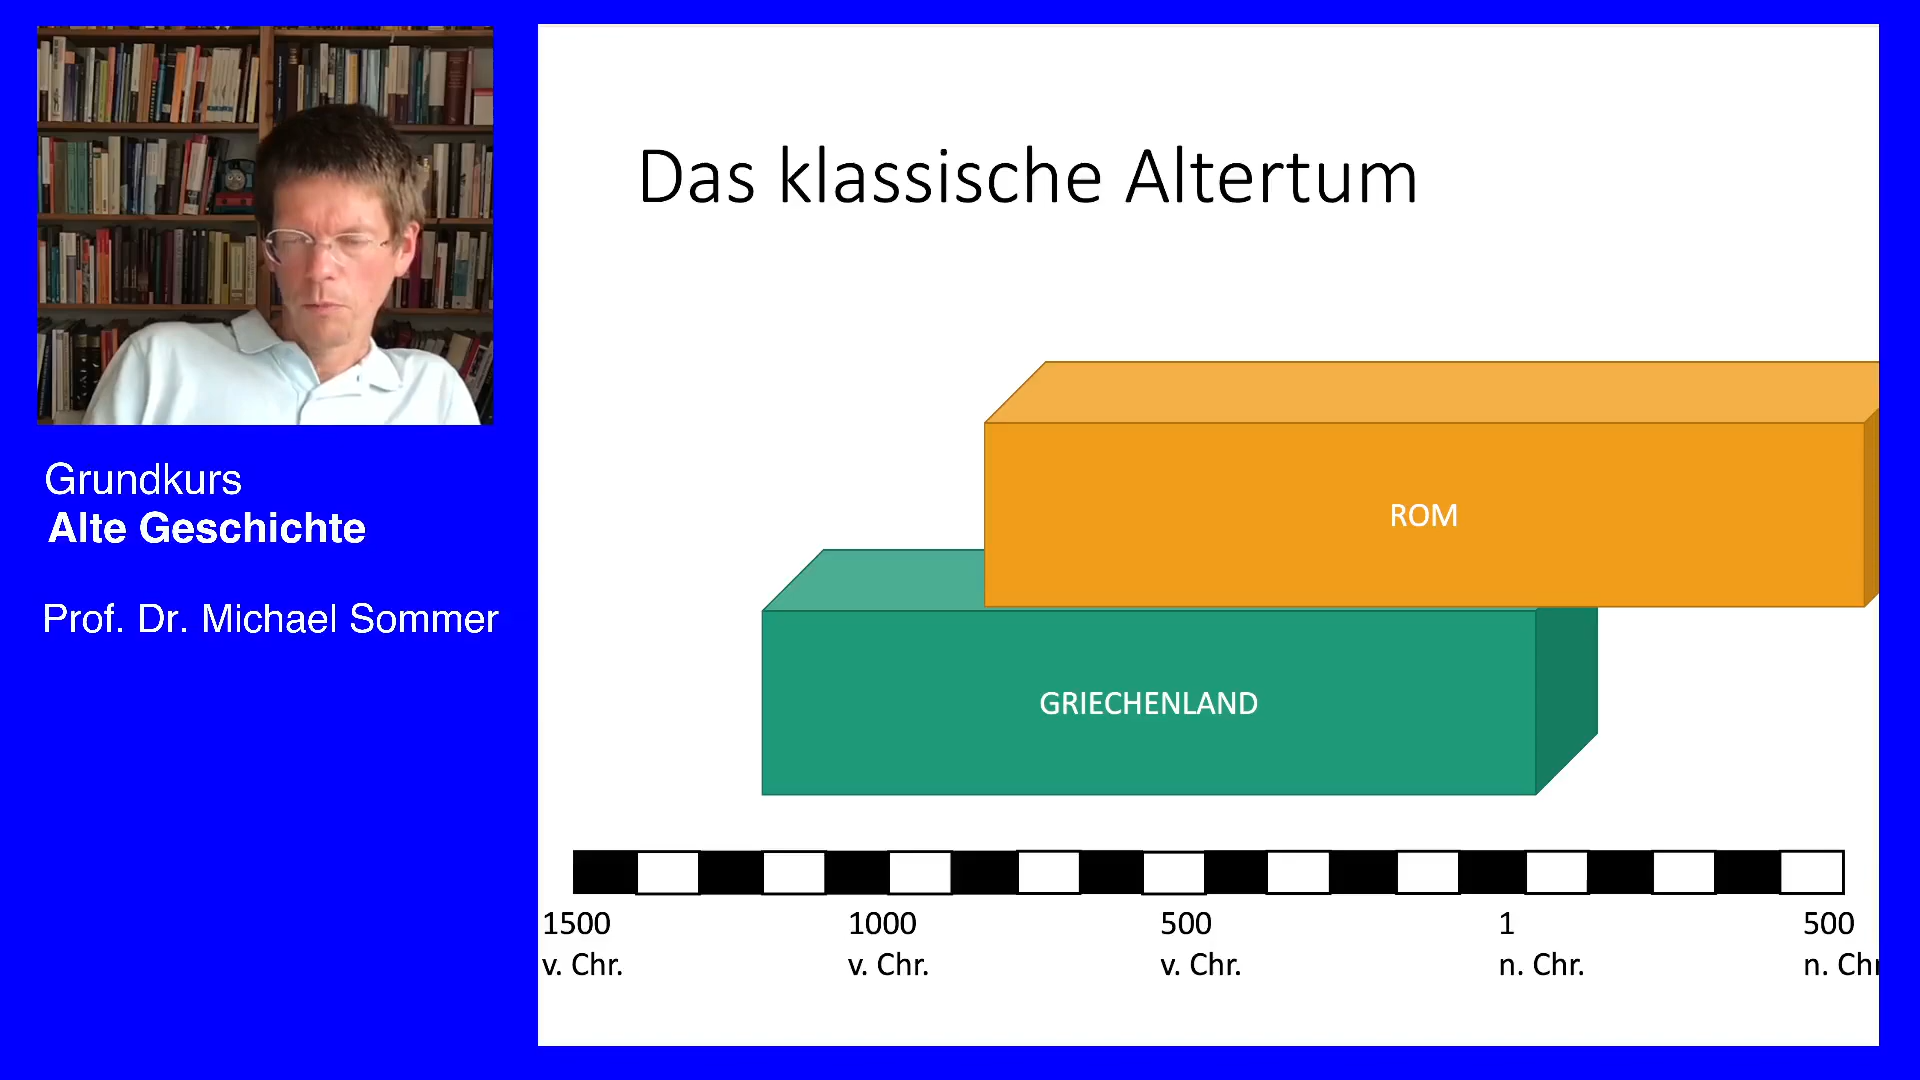 Grundkurs
Alte Geschichte
Prof. Dr. Michael Sommer
Das klassische Altertum
ROM
GRIECHENLAND
1500
v. Chr.
1000
v. Chr.
500
v. Chr.
1
n. Chr.
500
n. Chr